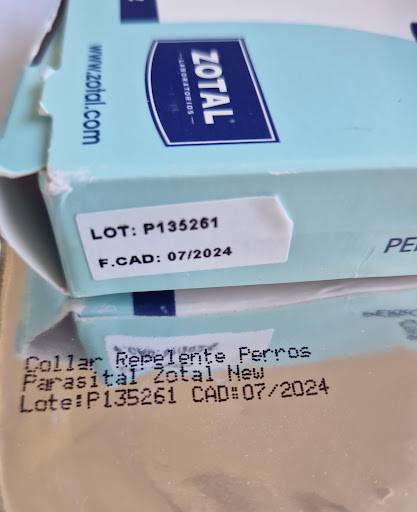 www.zotal.com
ZOTAL
LABORATORIOS
LOT: P135261
F.CAD: 07/2024
Collar Repelente Perros
Parasital Zotal New
Lote:P135261 CAD:07/2024